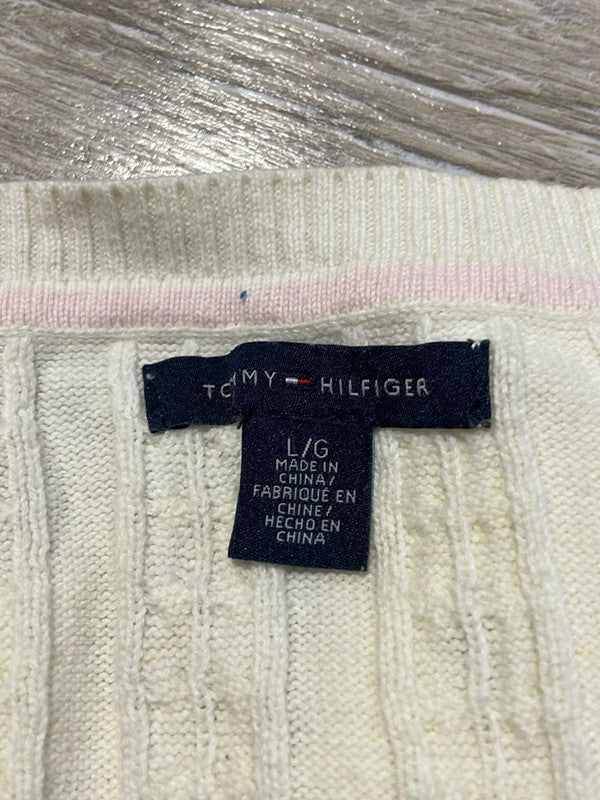 TOMMY HILFIGER
L/G
MADE IN
CHINA/
FABRIQUÉ EN
CHINE/
HECHO EN
CHINA